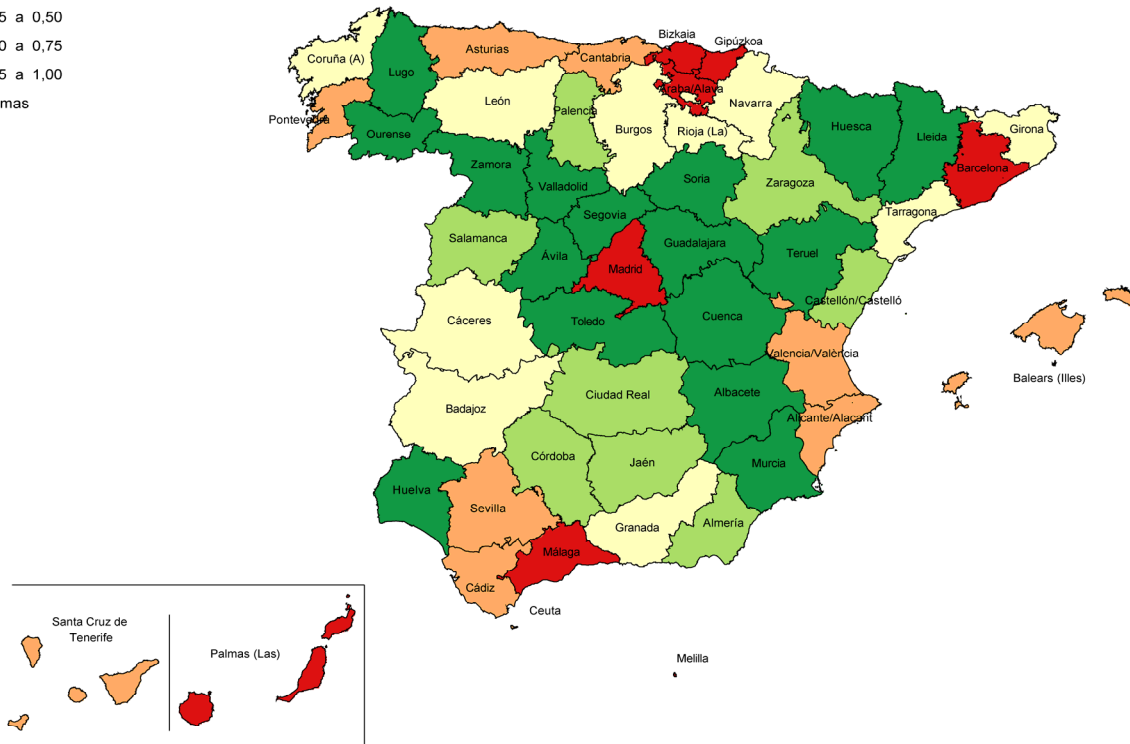 5 a 0,50
0 a 0,75
5 a 1,00
mas
Bizkaia
Gipúzkoa
Coruña (A)
Lugo
Asturias
Cantabria
Araba/Álava
Navarra
León
Palencia
Pontevedra
Ourense
Burgos
Rioja (La)
Huesca
Lleida
Girona
Barcelona
Zamora
Valladolid
Soria
Zaragoza
Tarragona
Segovia
Salamanca
Ávila
Guadalajara
Teruel
Madrid
Castellón/Castelló
Cáceres
Toledo
Cuenca
Valencia/València
Balears (Illes)
Ciudad Real
Albacete
Badajoz
Alicante/Alacant
Córdoba
Jaén
Murcia
Huelva
Sevilla
Granada
Almería
Málaga
Cádiz
Ceuta
Melilla
Santa Cruz de
Tenerife
Palmas (Las)